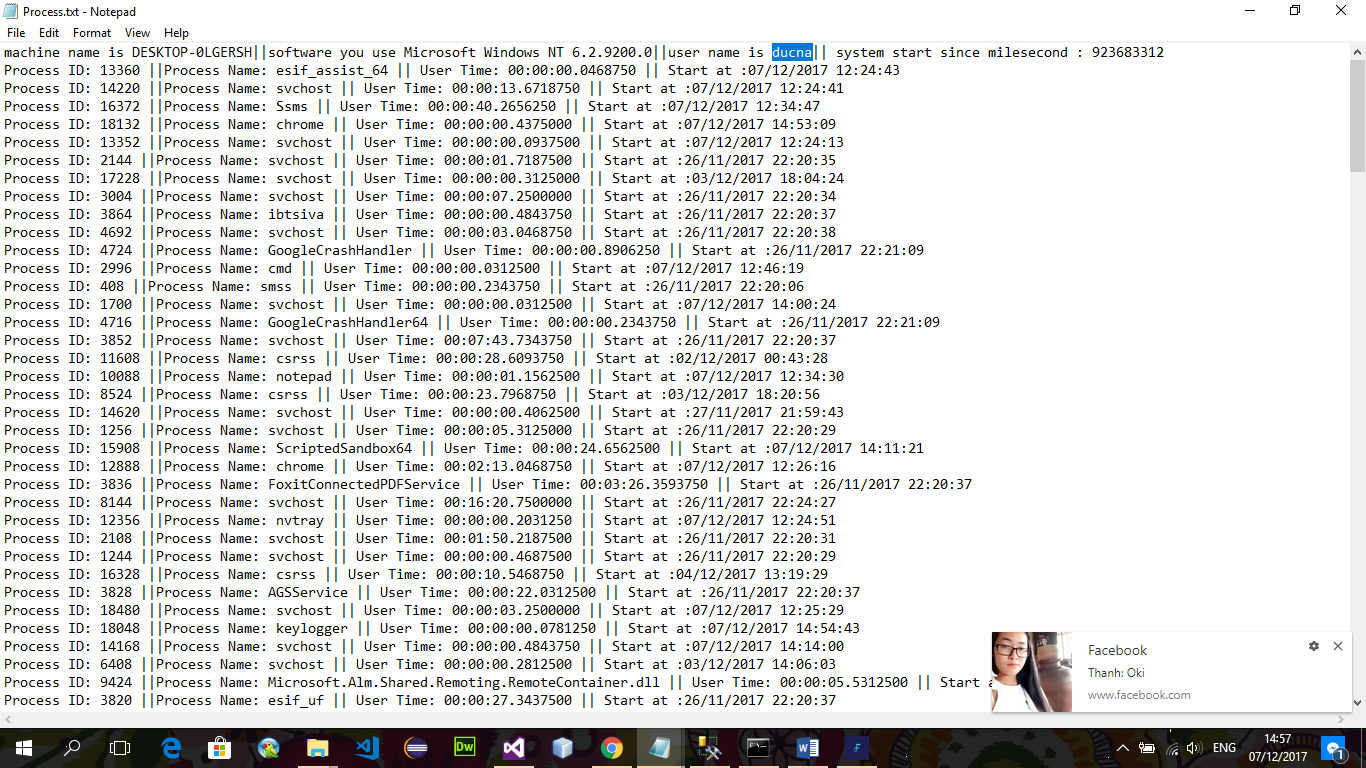 Process.txt - Notepad
File Edit Format View Help
machine name is DESKTOP-0LGERSH||software you use Microsoft Windows NT 6.2.9200.0||user name is ducna|| system start since milesecond : 923683312
Process ID: 13360 ||Process Name: esif_assist_64 || User Time: 00:00:00.0468750 || Start at :07/12/2017 12:24:43
Process ID: 14220 ||Process Name: svchost || User Time: 00:00:13.6718750 || Start at :07/12/2017 12:24:41
Process ID: 16372 ||Process Name: Ssms || User Time: 00:00:40.2656250 || Start at :07/12/2017 12:34:47
Process ID: 18132 ||Process Name: chrome || User Time: 00:00:00.4375000 || Start at :07/12/2017 14:53:09
Process ID: 13352 ||Process Name: svchost || User Time: 00:00:00.0937500 || Start at :07/12/2017 12:24:13
Process ID: 2144 ||Process Name: svchost || User Time: 00:00:01.7187500 || Start at :26/11/2017 22:20:35
Process ID: 17228 ||Process Name: svchost || User Time: 00:00:00.3125000 || Start at :03/12/2017 18:04:24
Process ID: 3004 ||Process Name: svchost || User Time: 00:00:07.2500000 || Start at :26/11/2017 22:20:34
Process ID: 3864 ||Process Name: ibtsiva || User Time: 00:00:00.4843750 || Start at :26/11/2017 22:20:37
Process ID: 4692 ||Process Name: svchost || User Time: 00:00:03.0468750 || Start at :26/11/2017 22:20:38
Process ID: 4724 ||Process Name: GoogleCrashHandler || User Time: 00:00:00.8906250 || Start at :26/11/2017 22:21:09
Process ID: 2996 ||Process Name: cmd || User Time: 00:00:00.0312500 || Start at :07/12/2017 12:46:19
Process ID: 408 ||Process Name: smss || User Time: 00:00:00.2343750 || Start at :26/11/2017 22:20:06
Process ID: 1700 ||Process Name: svchost || User Time: 00:00:00.0312500 || Start at :07/12/2017 14:00:24
Process ID: 4716 ||Process Name: GoogleCrashHandler64 || User Time: 00:00:00.2343750 || Start at :26/11/2017 22:21:09
Process ID: 3852 ||Process Name: svchost || User Time: 00:07:43.7343750 || Start at :26/11/2017 22:20:37
Process ID: 11608 ||Process Name: csrss || User Time: 00:00:28.6093750 || Start at :02/12/2017 00:43:28
Process ID: 10088 ||Process Name: notepad || User Time: 00:00:01.1562500 || Start at :07/12/2017 12:34:30
Process ID: 8524 ||Process Name: csrss || User Time: 00:00:23.7968750 || Start at :03/12/2017 18:20:56
Process ID: 14620 ||Process Name: svchost || User Time: 00:00:00.4062500 || Start at :27/11/2017 21:59:43
Process ID: 1256 ||Process Name: svchost || User Time: 00:00:05.3125000 || Start at :26/11/2017 22:20:29
Process ID: 15908 ||Process Name: ScriptedSandbox64 || User Time: 00:00:24.6562500 || Start at :07/12/2017 14:11:21
Process ID: 12888 ||Process Name: chrome || User Time: 00:02:13.0468750 || Start at :07/12/2017 12:26:16
Process ID: 3836 ||Process Name: FoxitConnectedPDFService || User Time: 00:03:26.3593750 || Start at :26/11/2017 22:20:37
Process ID: 8144 ||Process Name: svchost || User Time: 00:16:20.7500000 || Start at :26/11/2017 22:24:27
Process ID: 12356 ||Process Name: nvtray || User Time: 00:00:00.2031250 || Start at :07/12/2017 12:24:51
Process ID: 2108 ||Process Name: svchost || User Time: 00:01:50.2187500 || Start at :26/11/2017 22:20:31
Process ID: 1244 ||Process Name: svchost || User Time: 00:00:00.4687500 || Start at :26/11/2017 22:20:29
Process ID: 16328 ||Process Name: csrss || User Time: 00:00:10.5468750 || Start at :04/12/2017 13:19:29
Process ID: 3828 ||Process Name: AGSService || User Time: 00:00:22.0312500 || Start at :26/11/2017 22:20:37
Process ID: 18480 ||Process Name: svchost || User Time: 00:00:03.2500000 || Start at :07/12/2017 12:25:29
Process ID: 18048 ||Process Name: keylogger || User Time: 00:00:00.0781250 || Start at :07/12/2017 14:54:43
Process ID: 14168 ||Process Name: svchost || User Time: 00:00:00.4843750 || Start at :07/12/2017 14:14:00
Process ID: 6408 ||Process Name: svchost || User Time: 00:00:00.2812500 || Start at :03/12/2017 14:06:03
Process ID: 9424 ||Process Name: Microsoft.Alm.Shared.Remoting.RemoteContainer.dll || User Time: 00:00:05.5312500 || Start a
Process ID: 3820 ||Process Name: esif_uf || User Time: 00:00:27.3437500 || Start at :26/11/2017 22:20:37
Facebook
Thanh: Oki
www.facebook.com
Dw
ENG
14:57
07/12/2017
1